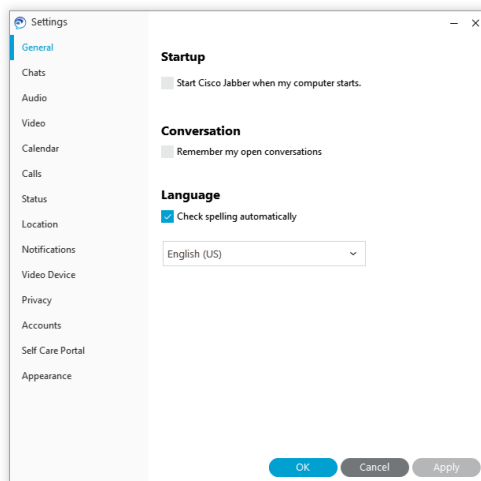 Settings
General
Chats
Audio
Video
Calendar
Calls
Status
Location
Notifications
Video Device
Privacy
Accounts
Self Care Portal
Appearance
Startup
Start Cisco Jabber when my computer starts.
Conversation
Remember my open conversations
Language
Check spelling automatically
English (US)
OK Cancel Apply